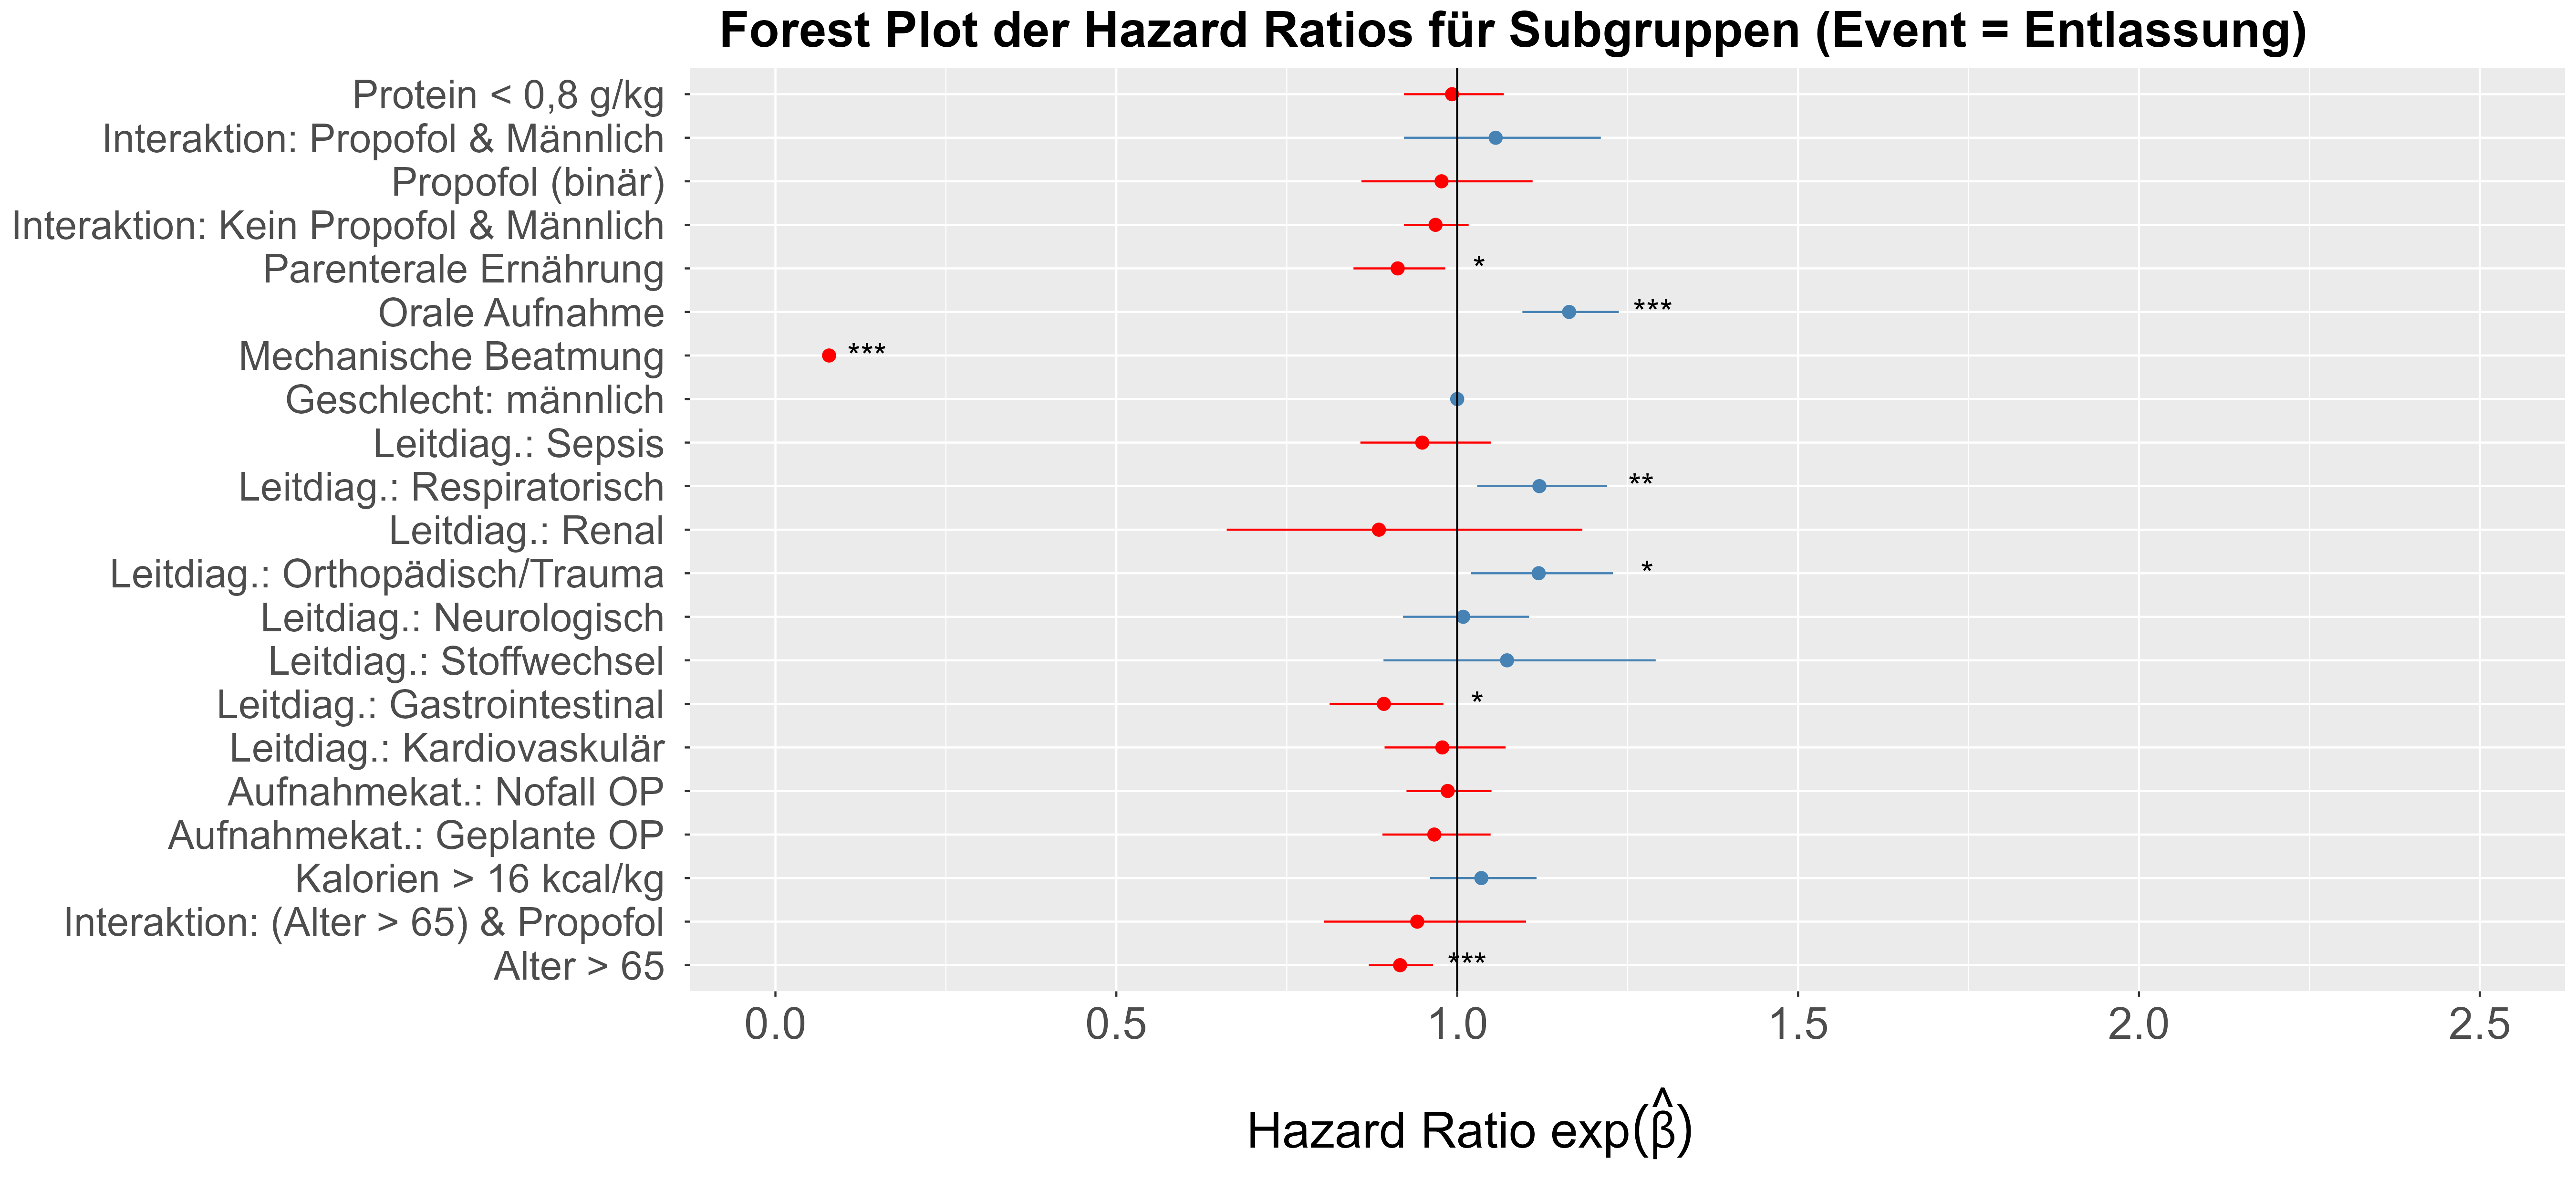 Forest Plot der Hazard Ratios für Subgruppen (Event = Entlassung)
Protein < 0,8 g/kg
Interaktion: Propofol & Männlich
Propofol (binär)
Interaktion: Kein Propofol & Männlich
Parenterale Ernährung *
Orale Aufnahme ***
Mechanische Beatmung ***
Geschlecht: männlich
Leitdiag.: Sepsis
Leitdiag.: Respiratorisch **
Leitdiag.: Renal
Leitdiag.: Orthopädisch/Trauma *
Leitdiag.: Neurologisch
Leitdiag.: Stoffwechsel
Leitdiag.: Gastrointestinal *
Leitdiag.: Kardiovaskulär
Aufnahmekat.: Nofall OP
Aufnahmekat.: Geplante OP
Kalorien > 16 kcal/kg
Interaktion: (Alter > 65) & Propofol
Alter > 65 ***
0.0 0.5 1.0 1.5 2.0 2.5
Hazard Ratio exp(β̂)